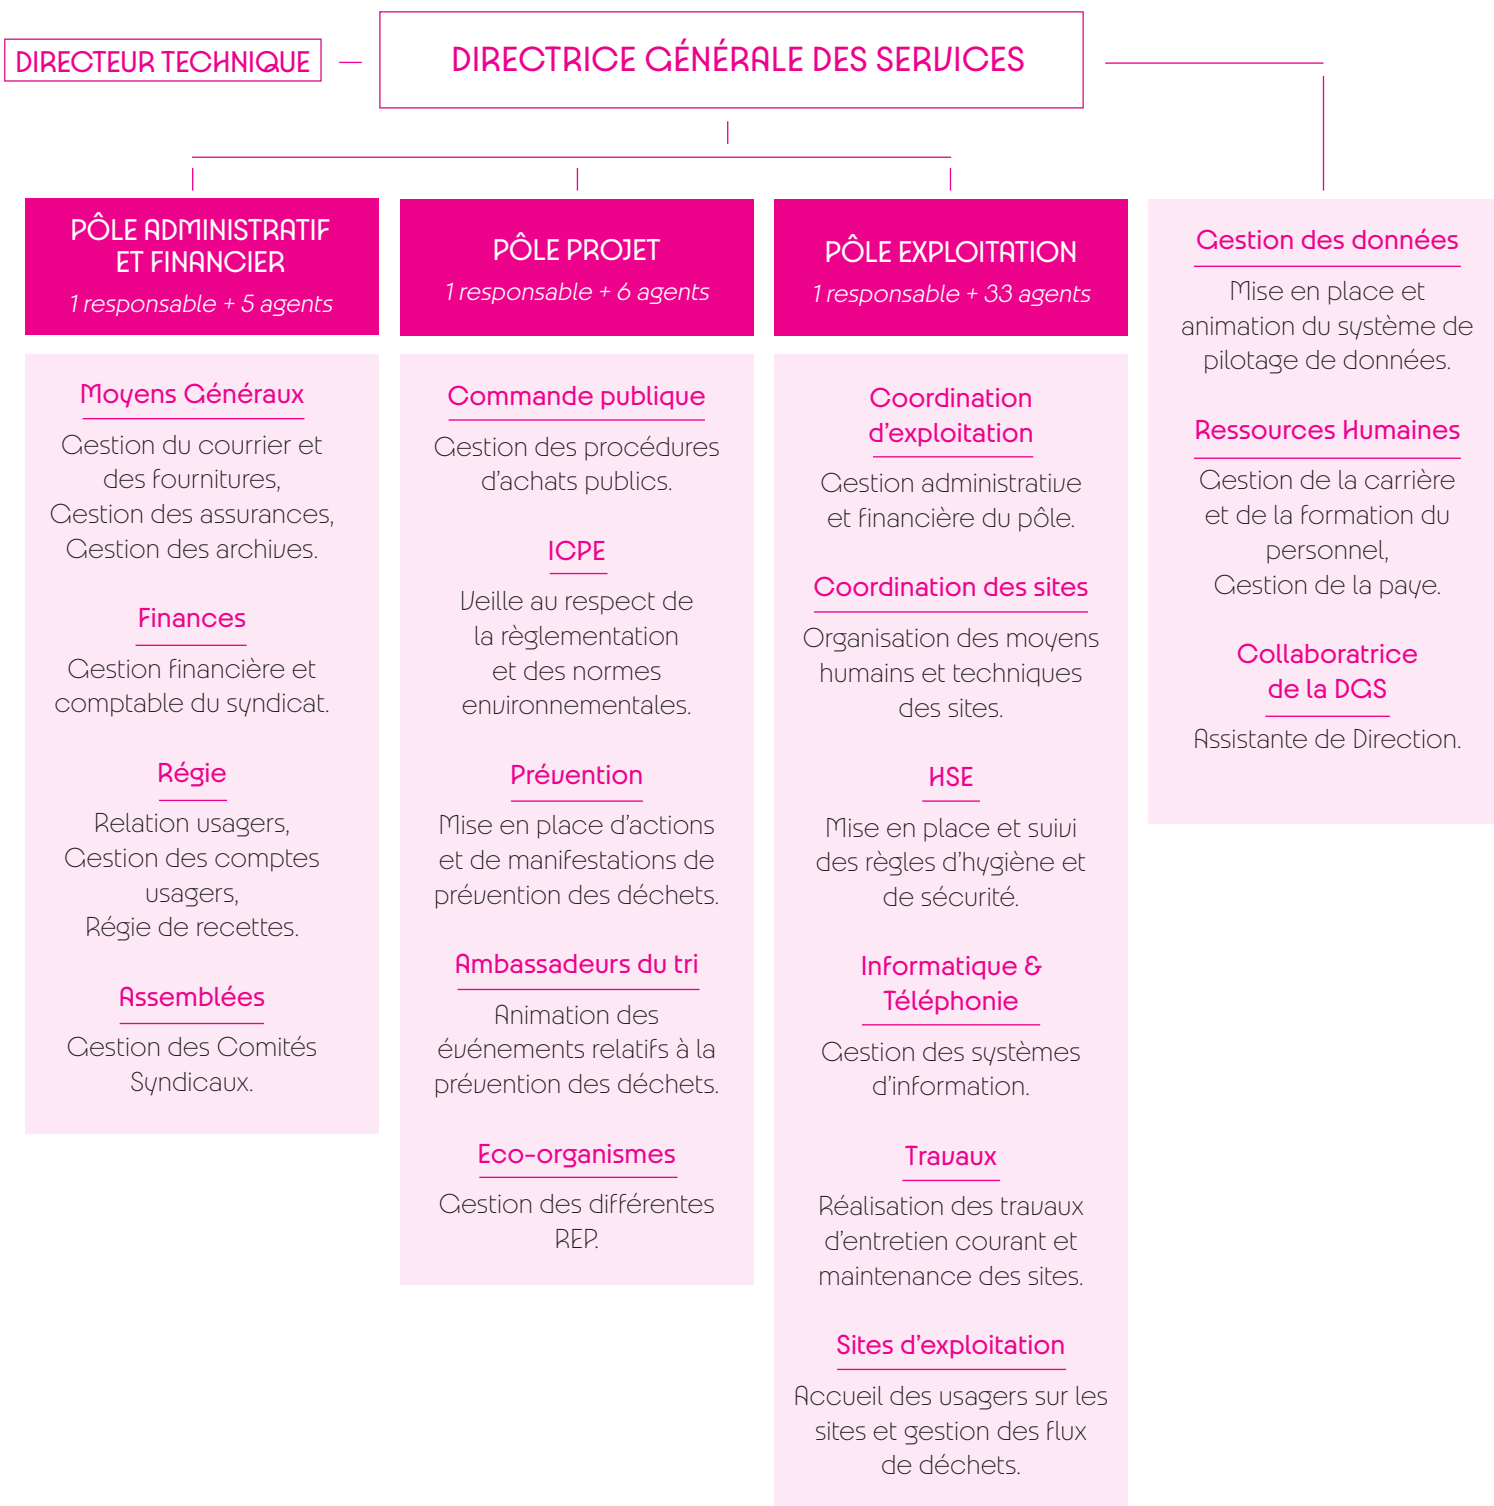 DIRECTEUR TECHNIQUE
DIRECTRICE GÉNÉRALE DES SERVICES
PÔLE ADMINISTRATIF
ET FINANCIER
1 responsable + 5 agents
Moyens Généraux
Gestion du courrier et
des fournitures,
Gestion des assurances,
Gestion des archives.
Finances
Gestion financière et
comptable du syndicat.
Régie
Relation usagers,
Gestion des comptes
usagers,
Régie de recettes.
Assemblées
Gestion des Comités
Syndicaux.
PÔLE PROJET
1 responsable + 6 agents
Commande publique
Gestion des procédures
d'achats publics.
ICPE
Veille au respect de
la règlementation
et des normes
environnementales.
Prévention
Mise en place d'actions
et de manifestations de
prévention des déchets.
Ambassadeurs du tri
Animation des
événements relatifs à la
prévention des déchets.
Eco-organismes
Gestion des différentes
REP.
PÔLE EXPLOITATION
1 responsable + 33 agents
Coordination
d'exploitation
Gestion administrative
et financière du pôle.
Coordination des sites
Organisation des moyens
humains et techniques
des sites.
HSE
Mise en place et suivi
des règles d'hygiène et
de sécurité.
Informatique &
Téléphonie
Gestion des systèmes
d'information.
Travaux
Réalisation des travaux
d'entretien courant et
maintenance des sites.
Sites d'exploitation
Accueil des usagers sur les
sites et gestion des flux
de déchets.
Gestion des données
Mise en place et
animation du système de
pilotage de données.
Ressources Humaines
Gestion de la carrière
et de la formation du
personnel,
Gestion de la paye.
Collaboratrice
de la DGS
Assistante de Direction.